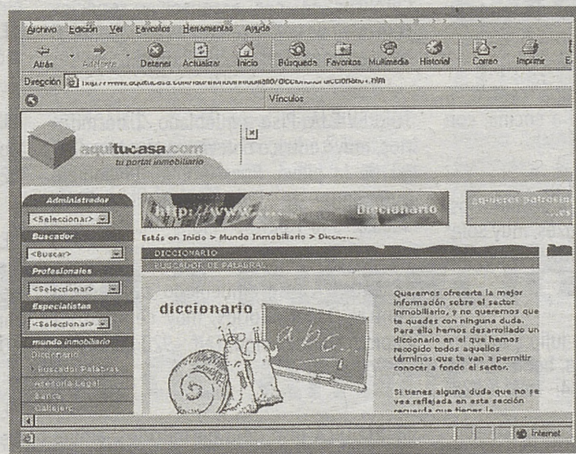 Archivo Edición Ver Favoritos Herramientas Ayuda
Atrás Adelante Detener Actualizar Inicio Búsqueda Favoritos Multimedia Historial Correo Imprimir
Dirección
Vínculos
aquitucasa.com
tu portal inmobiliario
Administrador
<Seleccionar>
Buscador
<Buscar>
Profesionales
<Seleccionar>
Especialistas
<Seleccionar>
mundo inmobiliario
Diccionario
Buscador Palabras
Asesoría Legal
Banca
Callejero
http://www.....
Diccionario
¿quieres patrocinar
Estás en Inicio > Mundo Inmobiliario >
DICCIONARIO
BUSCADOR DE PALABRAS
diccionario
abc...
Queremos ofrecerte la mejor
información sobre el sector
inmobiliario, y no queremos que
te quedes con ninguna duda.
Para ello hemos desarrollado un
diccionario en el que hemos
recogido todos aquellos
términos que te van a permitir
conocer a fondo el sector.
Si tienes alguna duda que no se
vea reflejada en esta sección
recuerda que tienes la
Internet